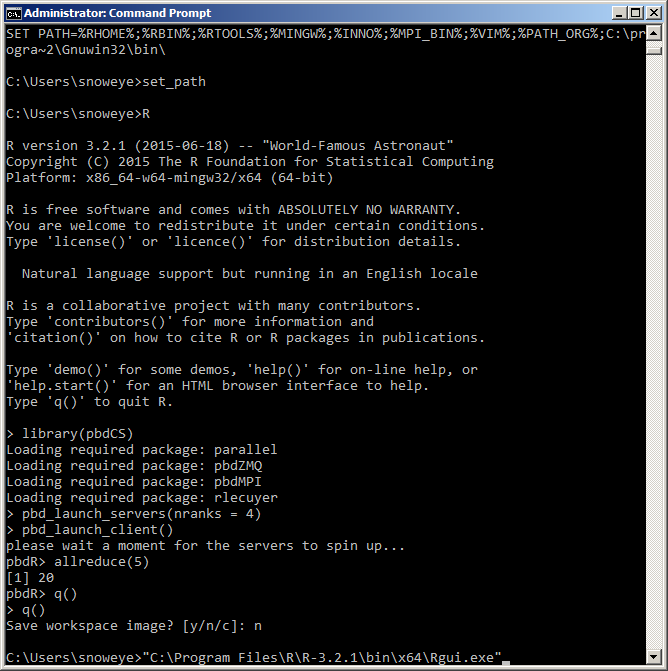 Administrator: Command Prompt
SET PATH=%RHOME%;%RBIN%;%RTOOLS%;%MINGW%;%INNO%;%MPI_BIN%;%VIM%;%PATH_ORG%;C:\pr
ogra~2\Gnuwin32\bin\
C:\Users\snoweye>set_path
C:\Users\snoweye>R
R version 3.2.1 (2015-06-18) -- "World-Famous Astronaut"
Copyright (C) 2015 The R Foundation for Statistical Computing
Platform: x86_64-w64-mingw32/x64 (64-bit)
R is free software and comes with ABSOLUTELY NO WARRANTY.
You are welcome to redistribute it under certain conditions.
Type 'license()' or 'licence()' for distribution details.
Natural language support but running in an English locale
R is a collaborative project with many contributors.
Type 'contributors()' for more information and
'citation()' on how to cite R or R packages in publications.
Type 'demo()' for some demos, 'help()' for on-line help, or
'help.start()' for an HTML browser interface to help.
Type 'q()' to quit R.
> library(pbdCS)
Loading required package: parallel
Loading required package: pbdZMQ
Loading required package: pbdMPI
Loading required package: rlecuyer
> pbd_launch_servers(nranks = 4)
> pbd_launch_client()
please wait a moment for the servers to spin up...
pbdR> allreduce(5)
[1] 20
pbdR> q()
> q()
Save workspace image? [y/n/c]: n
C:\Users\snoweye>"C:\Program Files\R\R-3.2.1\bin\x64\Rgui.exe"